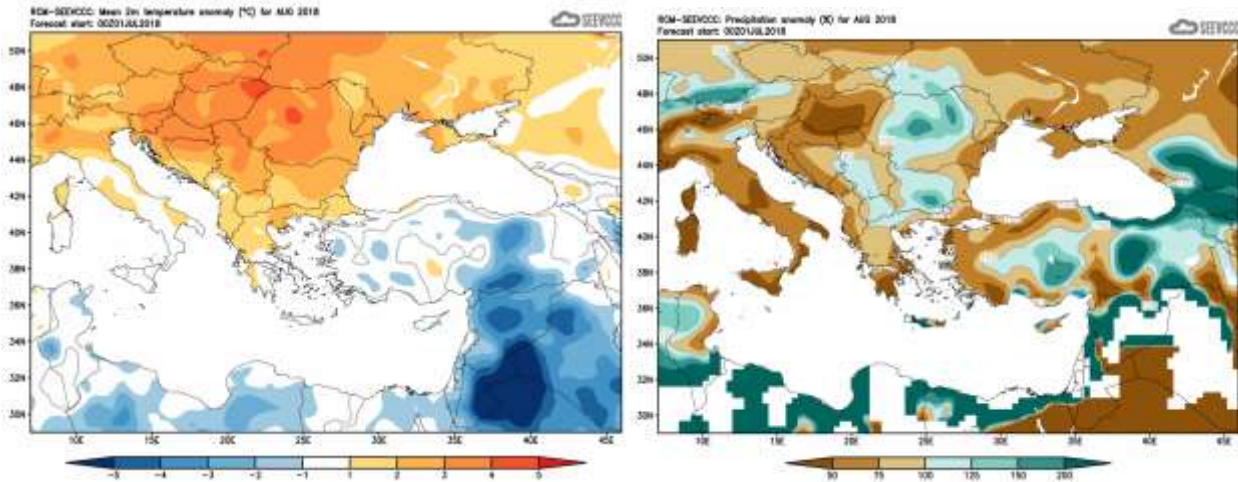 RCM-SEEVCCC: Mean 2m temperature anomaly (°C) for AUG 2018
Forecast start: 00Z01JUL2018
SEEVCCC
50N
48N
46N
44N
42N
40N
38N
36N
34N
32N
30N
10E 15E 20E 25E 30E 35E 40E 45E
-5 -4 -3 -2 -1 1 2 3 4 5
RCM-SEEVCCC: Precipitation anomaly (%) for AUG 2018
Forecast start: 00Z01JUL2018
SEEVCCC
50N
48N
46N
44N
42N
40N
38N
36N
34N
32N
30N
10E 15E 20E 25E 30E 35E 40E 45E
50 75 100 125 150 200